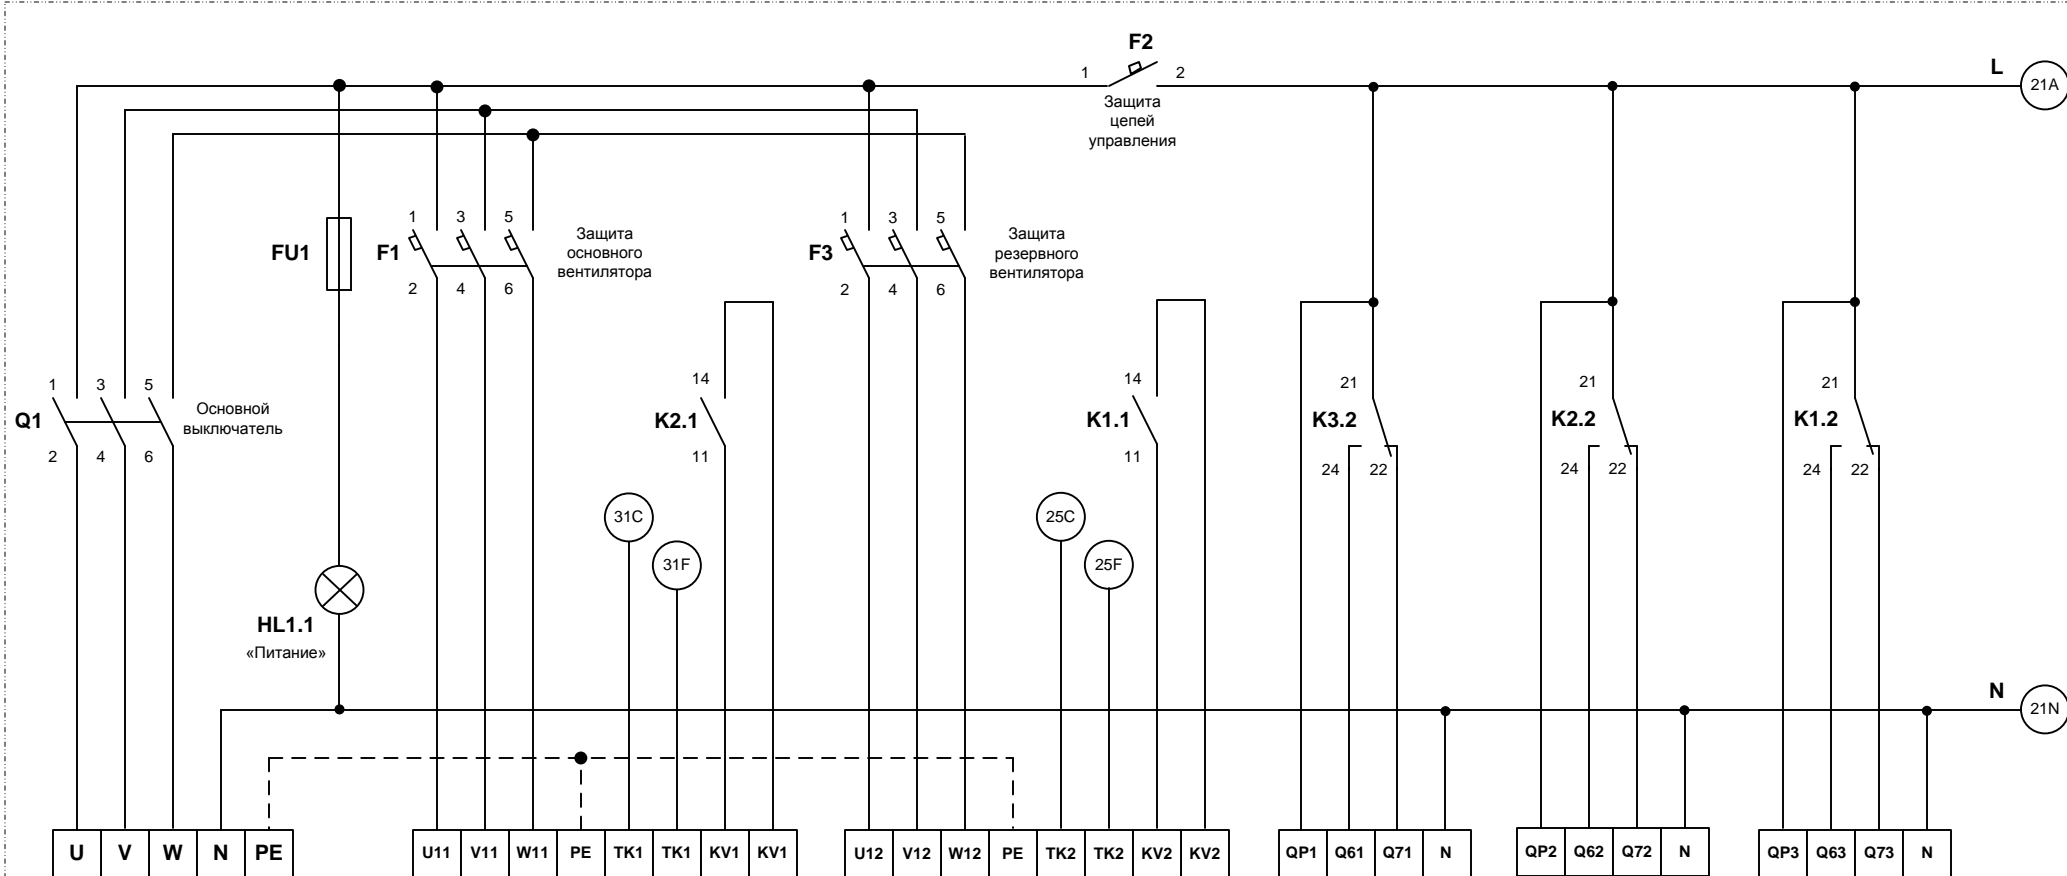 F2
1
2
L
21A
Защита
цепей
управления
1
3
5
FU1
F1
Защита
основного
вентилятора
2
4
6
1
3
5
F3
Защита
резервного
вентилятора
2
4
6
1
3
5
Q1
Основной
выключатель
2
4
6
14
K2.1
11
14
K1.1
11
21
K3.2
24
22
21
K2.2
24
22
21
K1.2
24
22
31C
31F
25C
25F
HL1.1
«Питание»
N
21N
U V W N PE
U11 V11 W11 PE TK1 TK1 KV1 KV1
U12 V12 W12 PE TK2 TK2 KV2 KV2
QP1 Q61 Q71 N
QP2 Q62 Q72 N
QP3 Q63 Q73 N